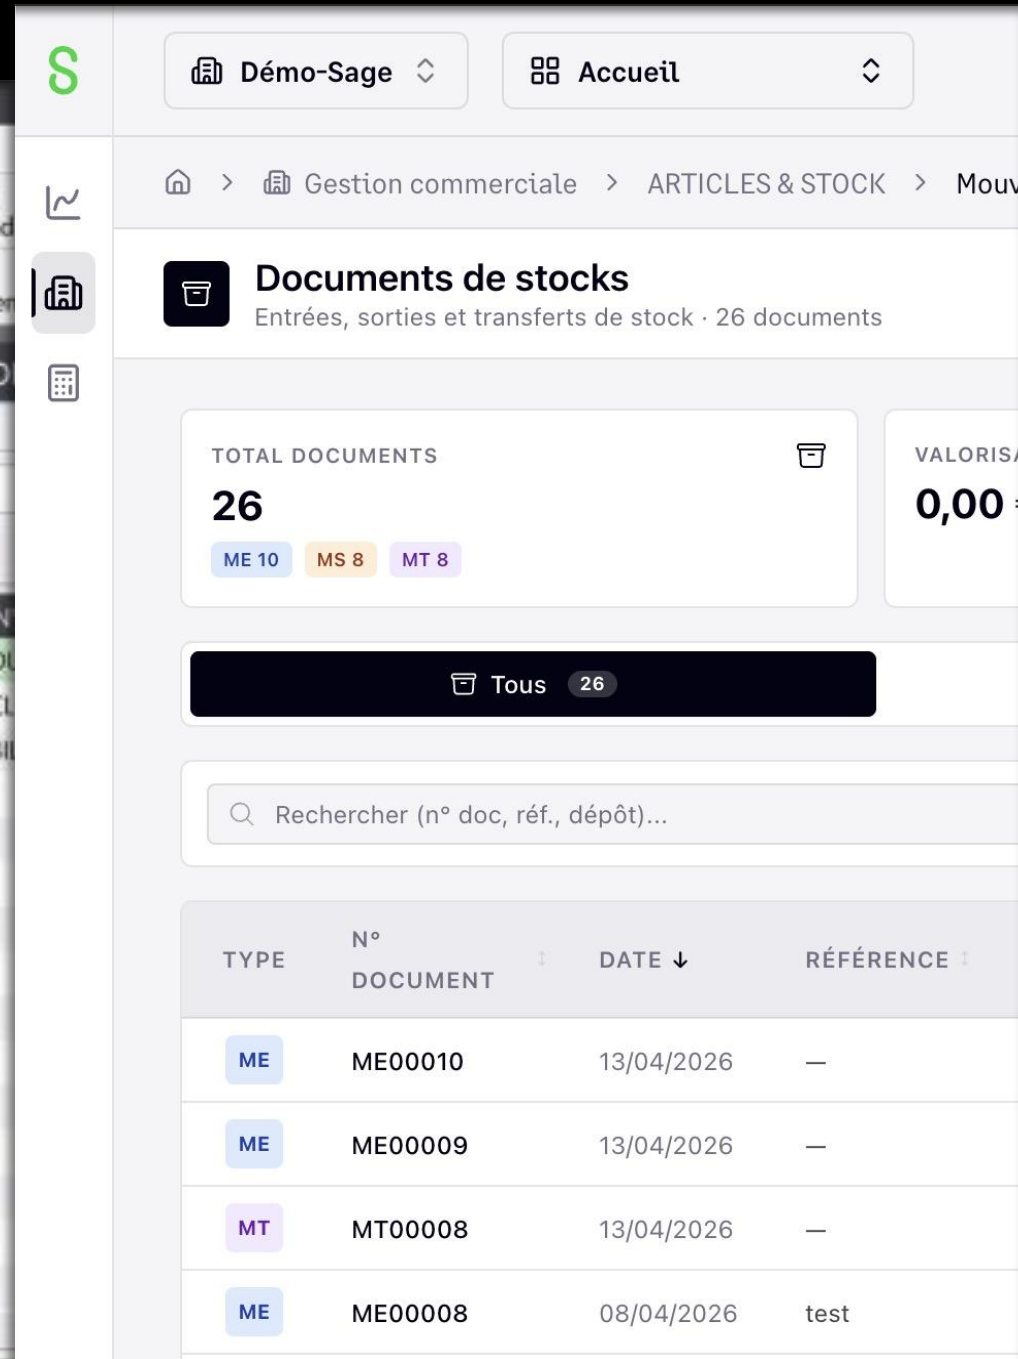 Démo-Sage
Accueil
Gestion commerciale > ARTICLES & STOCK > Mouv
Documents de stocks
Entrées, sorties et transferts de stock · 26 documents
TOTAL DOCUMENTS
26
ME 10 MS 8 MT 8
VALORISA
0,00
Tous 26
Rechercher (n° doc, réf., dépôt)...
TYPE N° DOCUMENT DATE ↓ RÉFÉRENCE
ME ME00010 13/04/2026 —
ME ME00009 13/04/2026 —
MT MT00008 13/04/2026 —
ME ME00008 08/04/2026 test